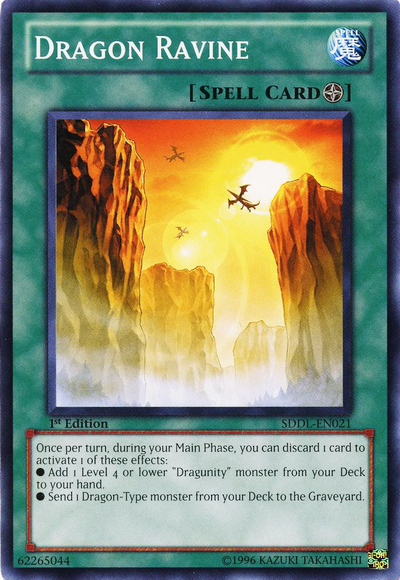 Dragon Ravine
SPELL
魔
[Spell Card]
1st Edition
SDDL-EN021
Once per turn, during your Main Phase, you can discard 1 card to
activate 1 of these effects:
● Add 1 Level 4 or lower "Dragunity" monster from your Deck
to your hand.
● Send 1 Dragon-Type monster from your Deck to the Graveyard.
62265044
©1996 KAZUKI TAKAHASHI